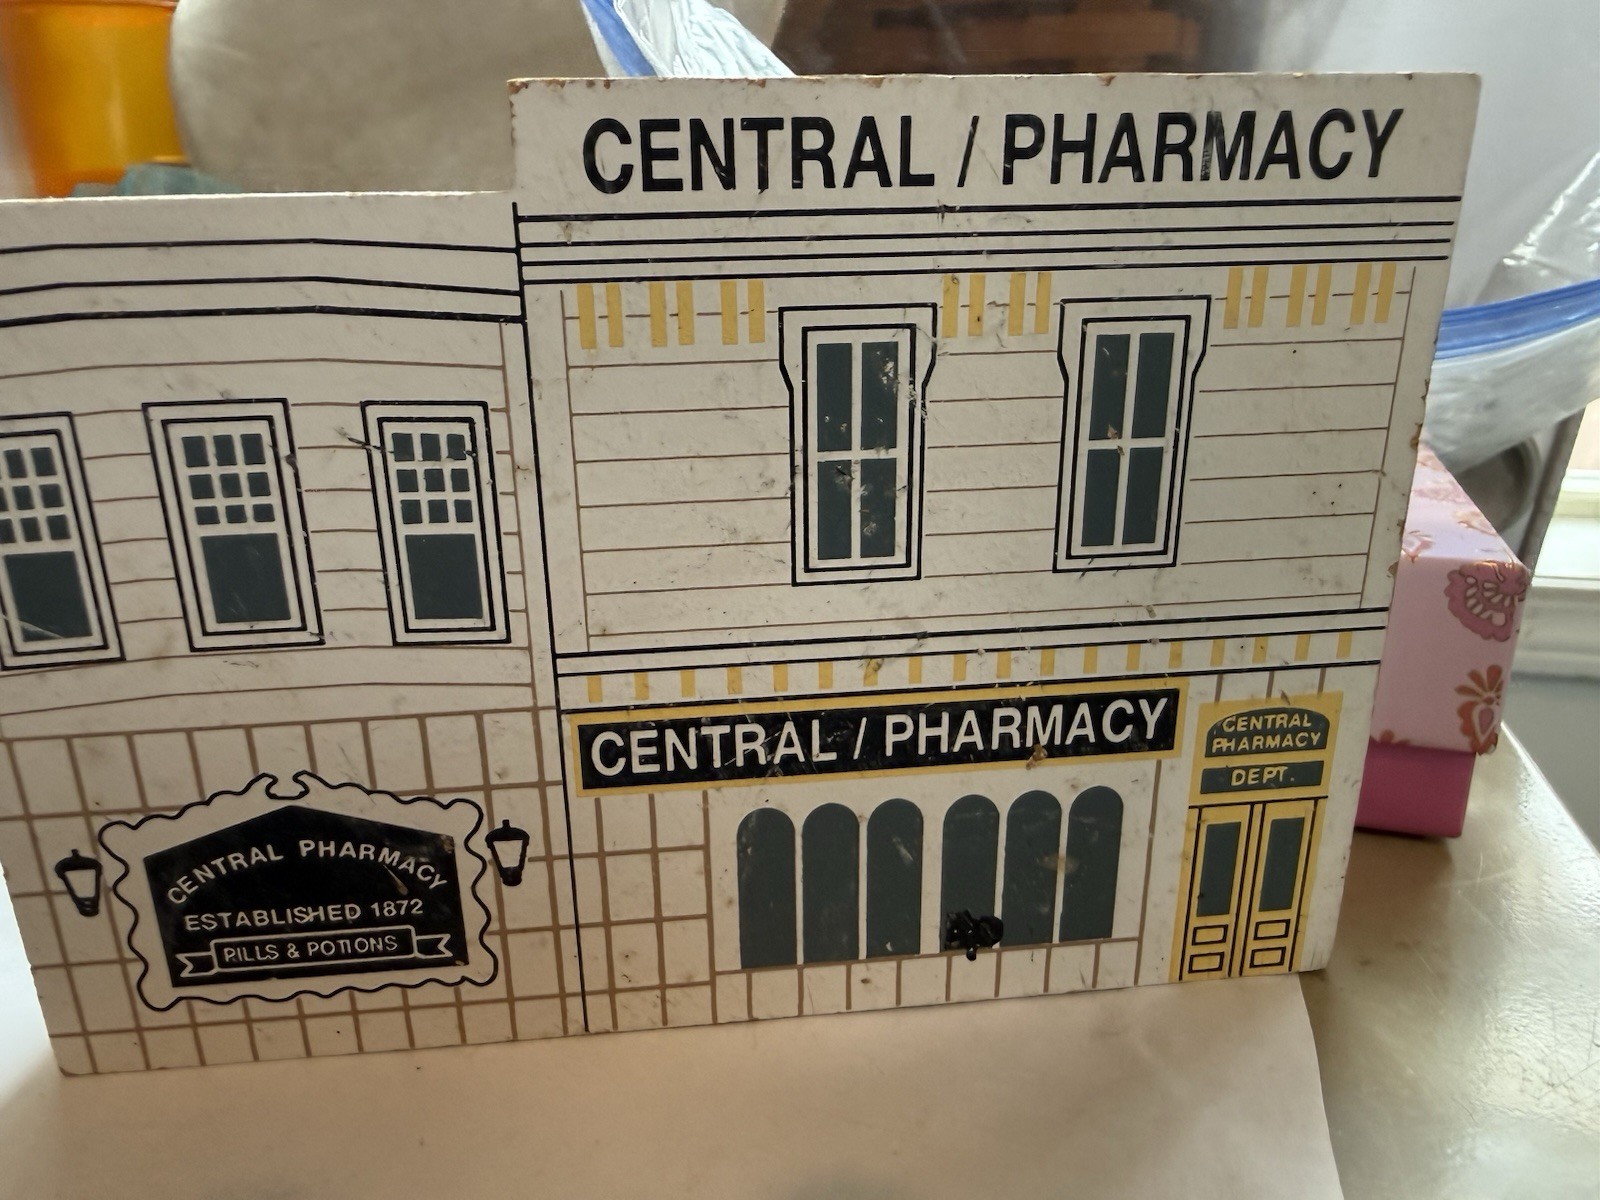 CENTRAL / PHARMACY
CENTRAL / PHARMACY
CENTRAL
PHARMACY
DEPT.
CENTRAL PHARMACY
ESTABLISHED 1872
PILLS & POTIONS